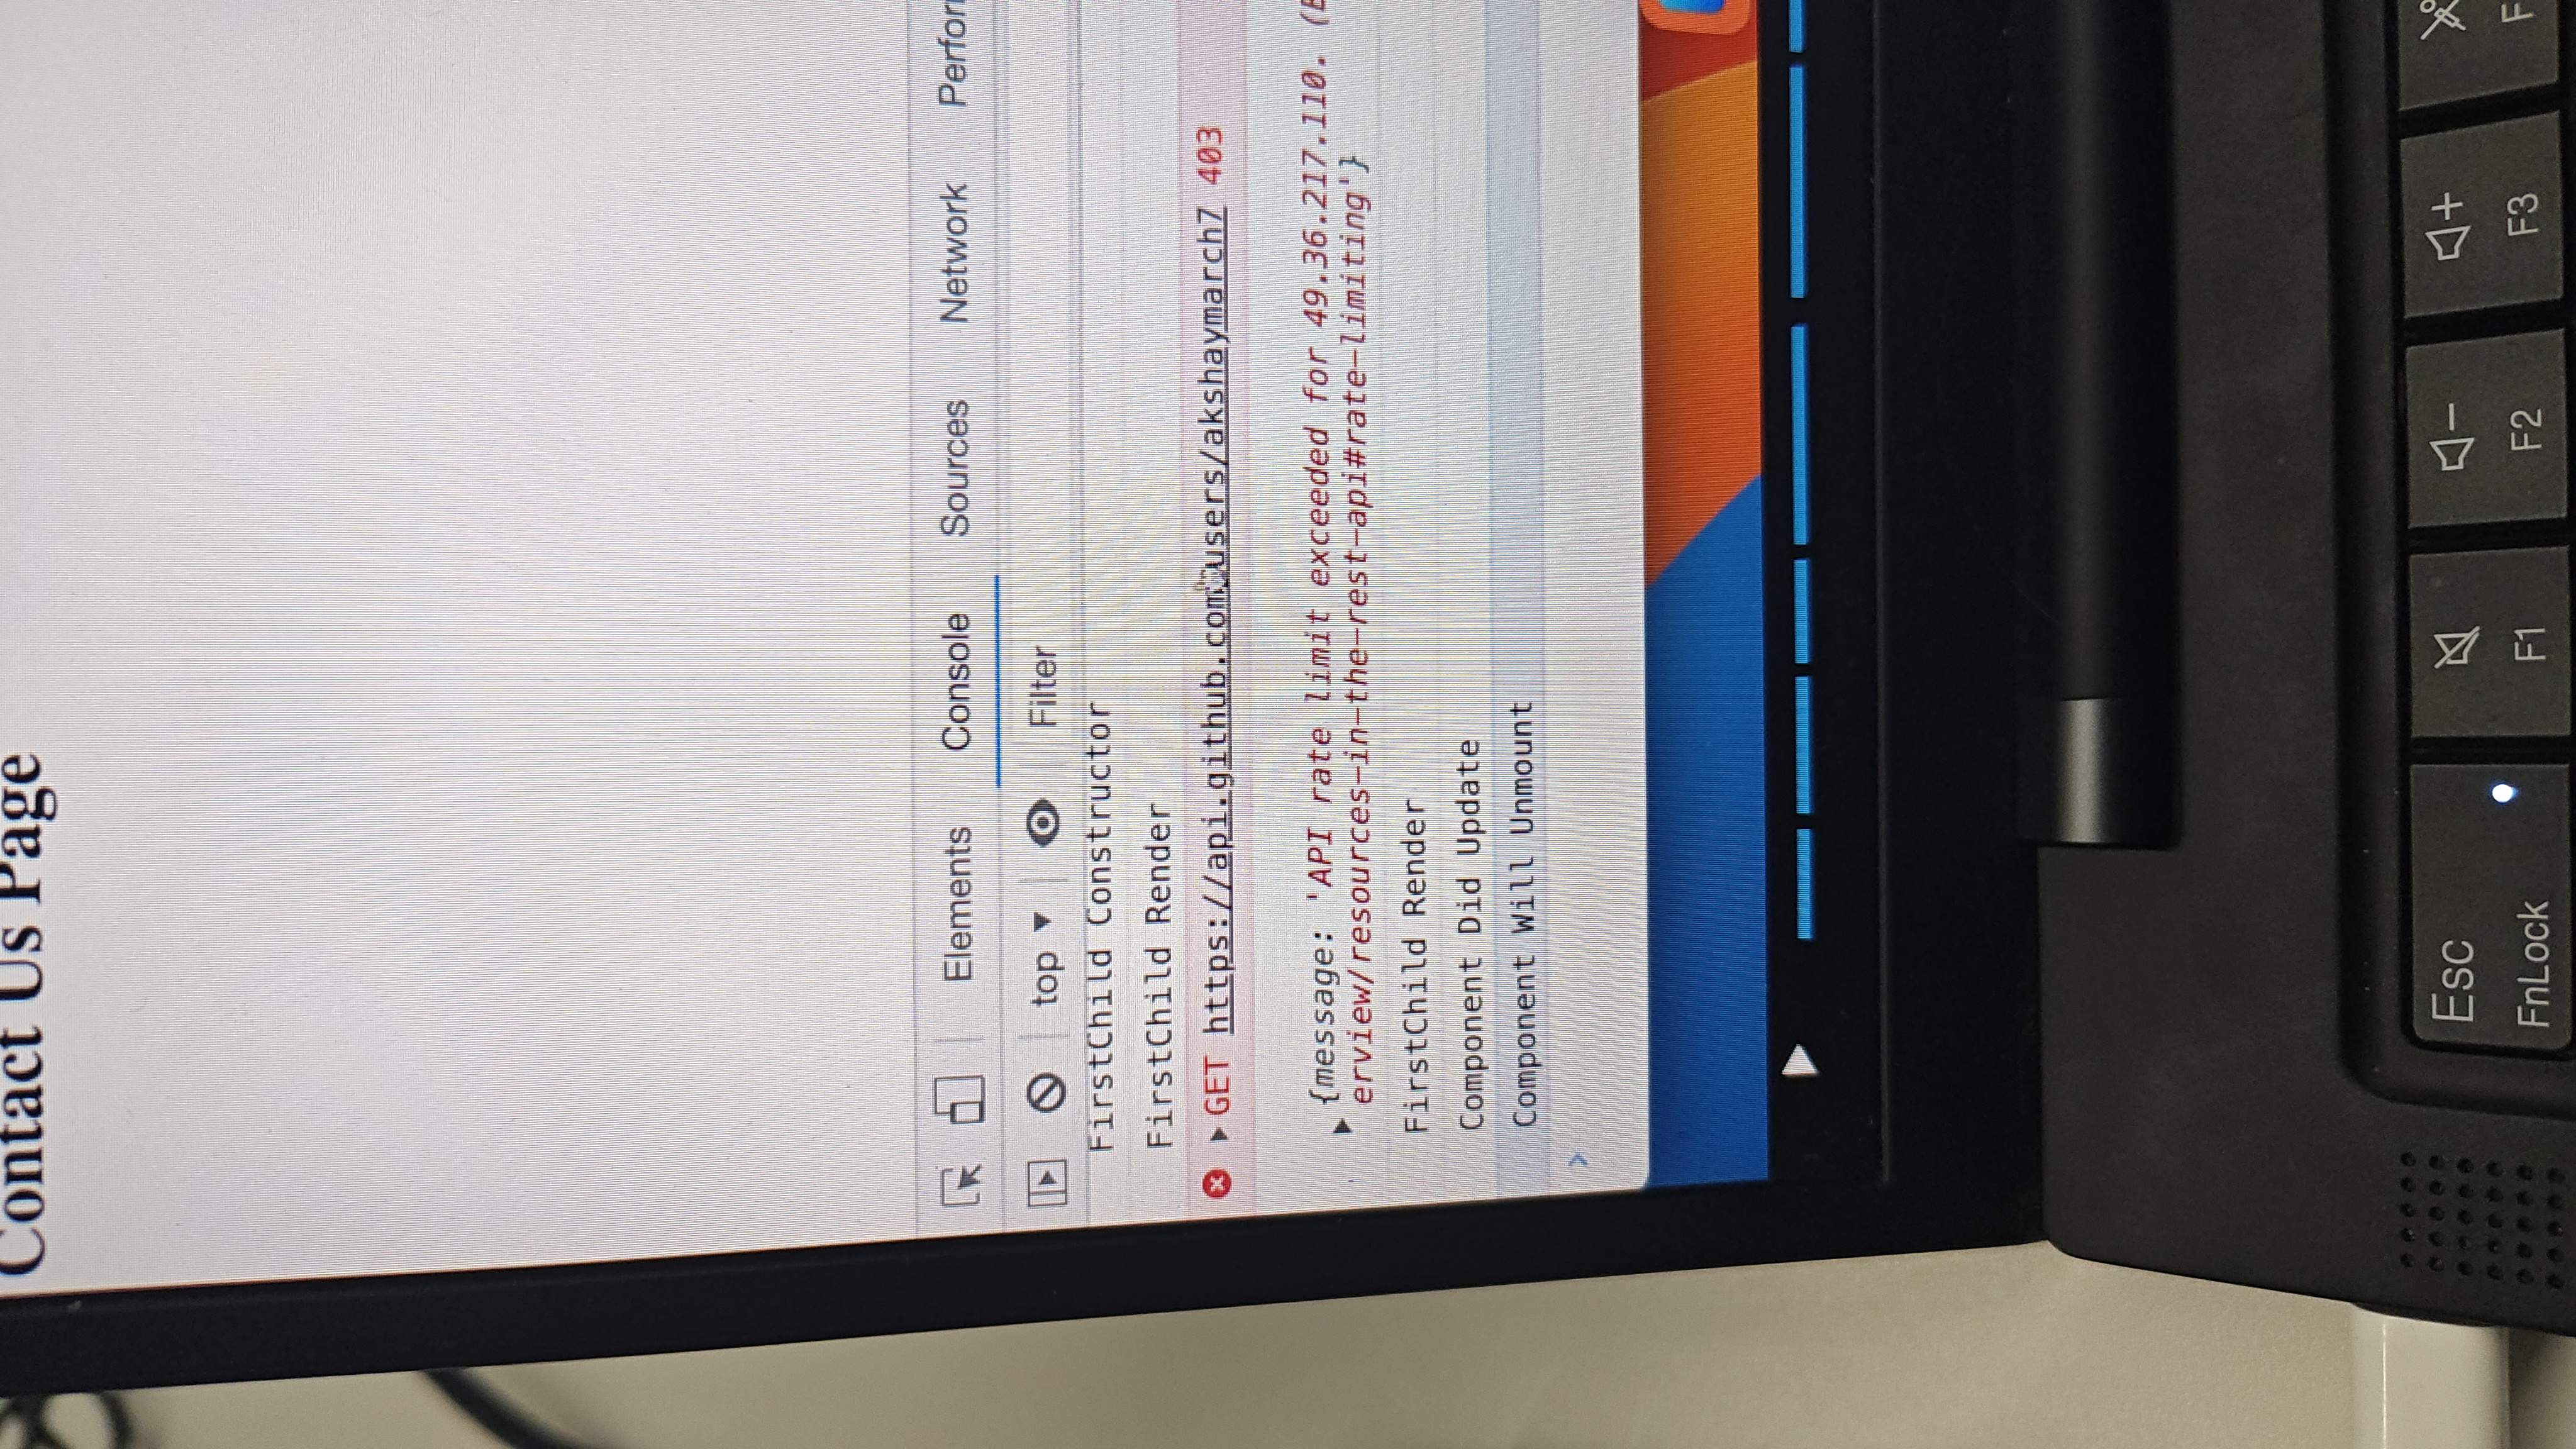 Contact Us Page
Elements Console Sources Network Perfor
top Filter
FirstChild Constructor
FirstChild Render
GET https://api.github.com/users/akshaymarch7 403
{message: 'API rate limit exceeded for 49.36.217.110. (B
erview/resources-in-the-rest-api#rate-limiting'}
FirstChild Render
Component Did Update
Component Will Unmount
Esc
FnLock F1 F2 F3 F